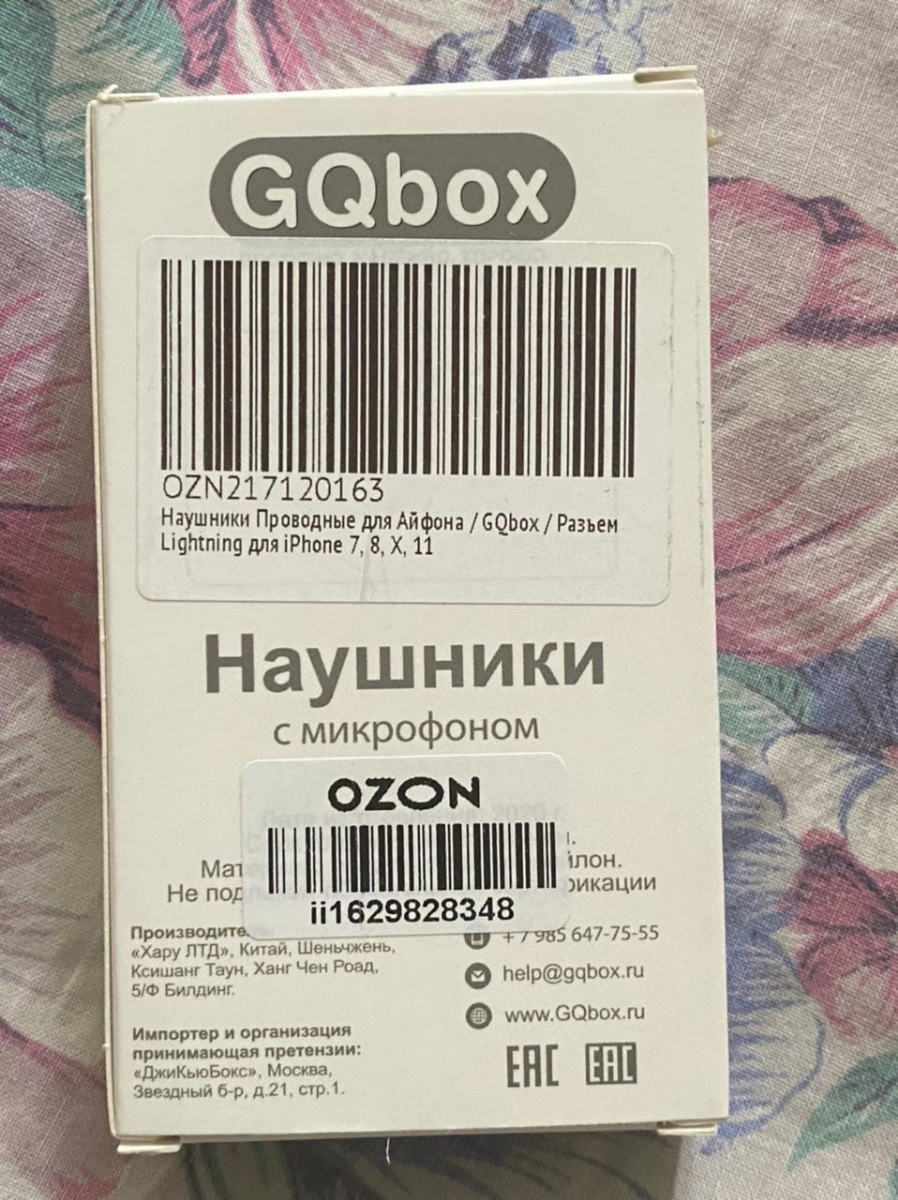 GQbox
OZN217120163
Наушники Проводные для Айфона / GQbox / Разъем
Lightning для iPhone 7, 8, X, 11
Наушники
с микрофоном
OZON
Не
ii1629828348
+ 7 985 647-75-55
«Хару ЛТД», Китай, Шеньчжень,
Ксишанг Таун, Ханг Чен Роад,
5/Ф Билдинг.
help@gqbox.ru
www.GQbox.ru
Импортер и организация
принимающая претензии:
«ДжиКьюБокс», Москва,
Звездный б-р, д.21, стр.1.
EAC EAC